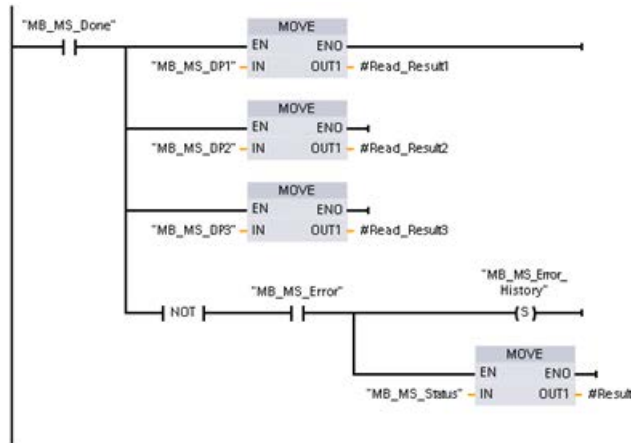 "MB_MS_Done"
MOVE
EN ENO
"MB_MS_DP1" IN OUT1 #Read_Result1
MOVE
EN ENO
"MB_MS_DP2" IN OUT1 #Read_Result2
MOVE
EN ENO
"MB_MS_DP3" IN OUT1 #Read_Result3
"MB_MS_Error_
History"
"MB_MS_Error"
NOT
S
MOVE
EN ENO
"MB_MS_Status" IN OUT1 #Result